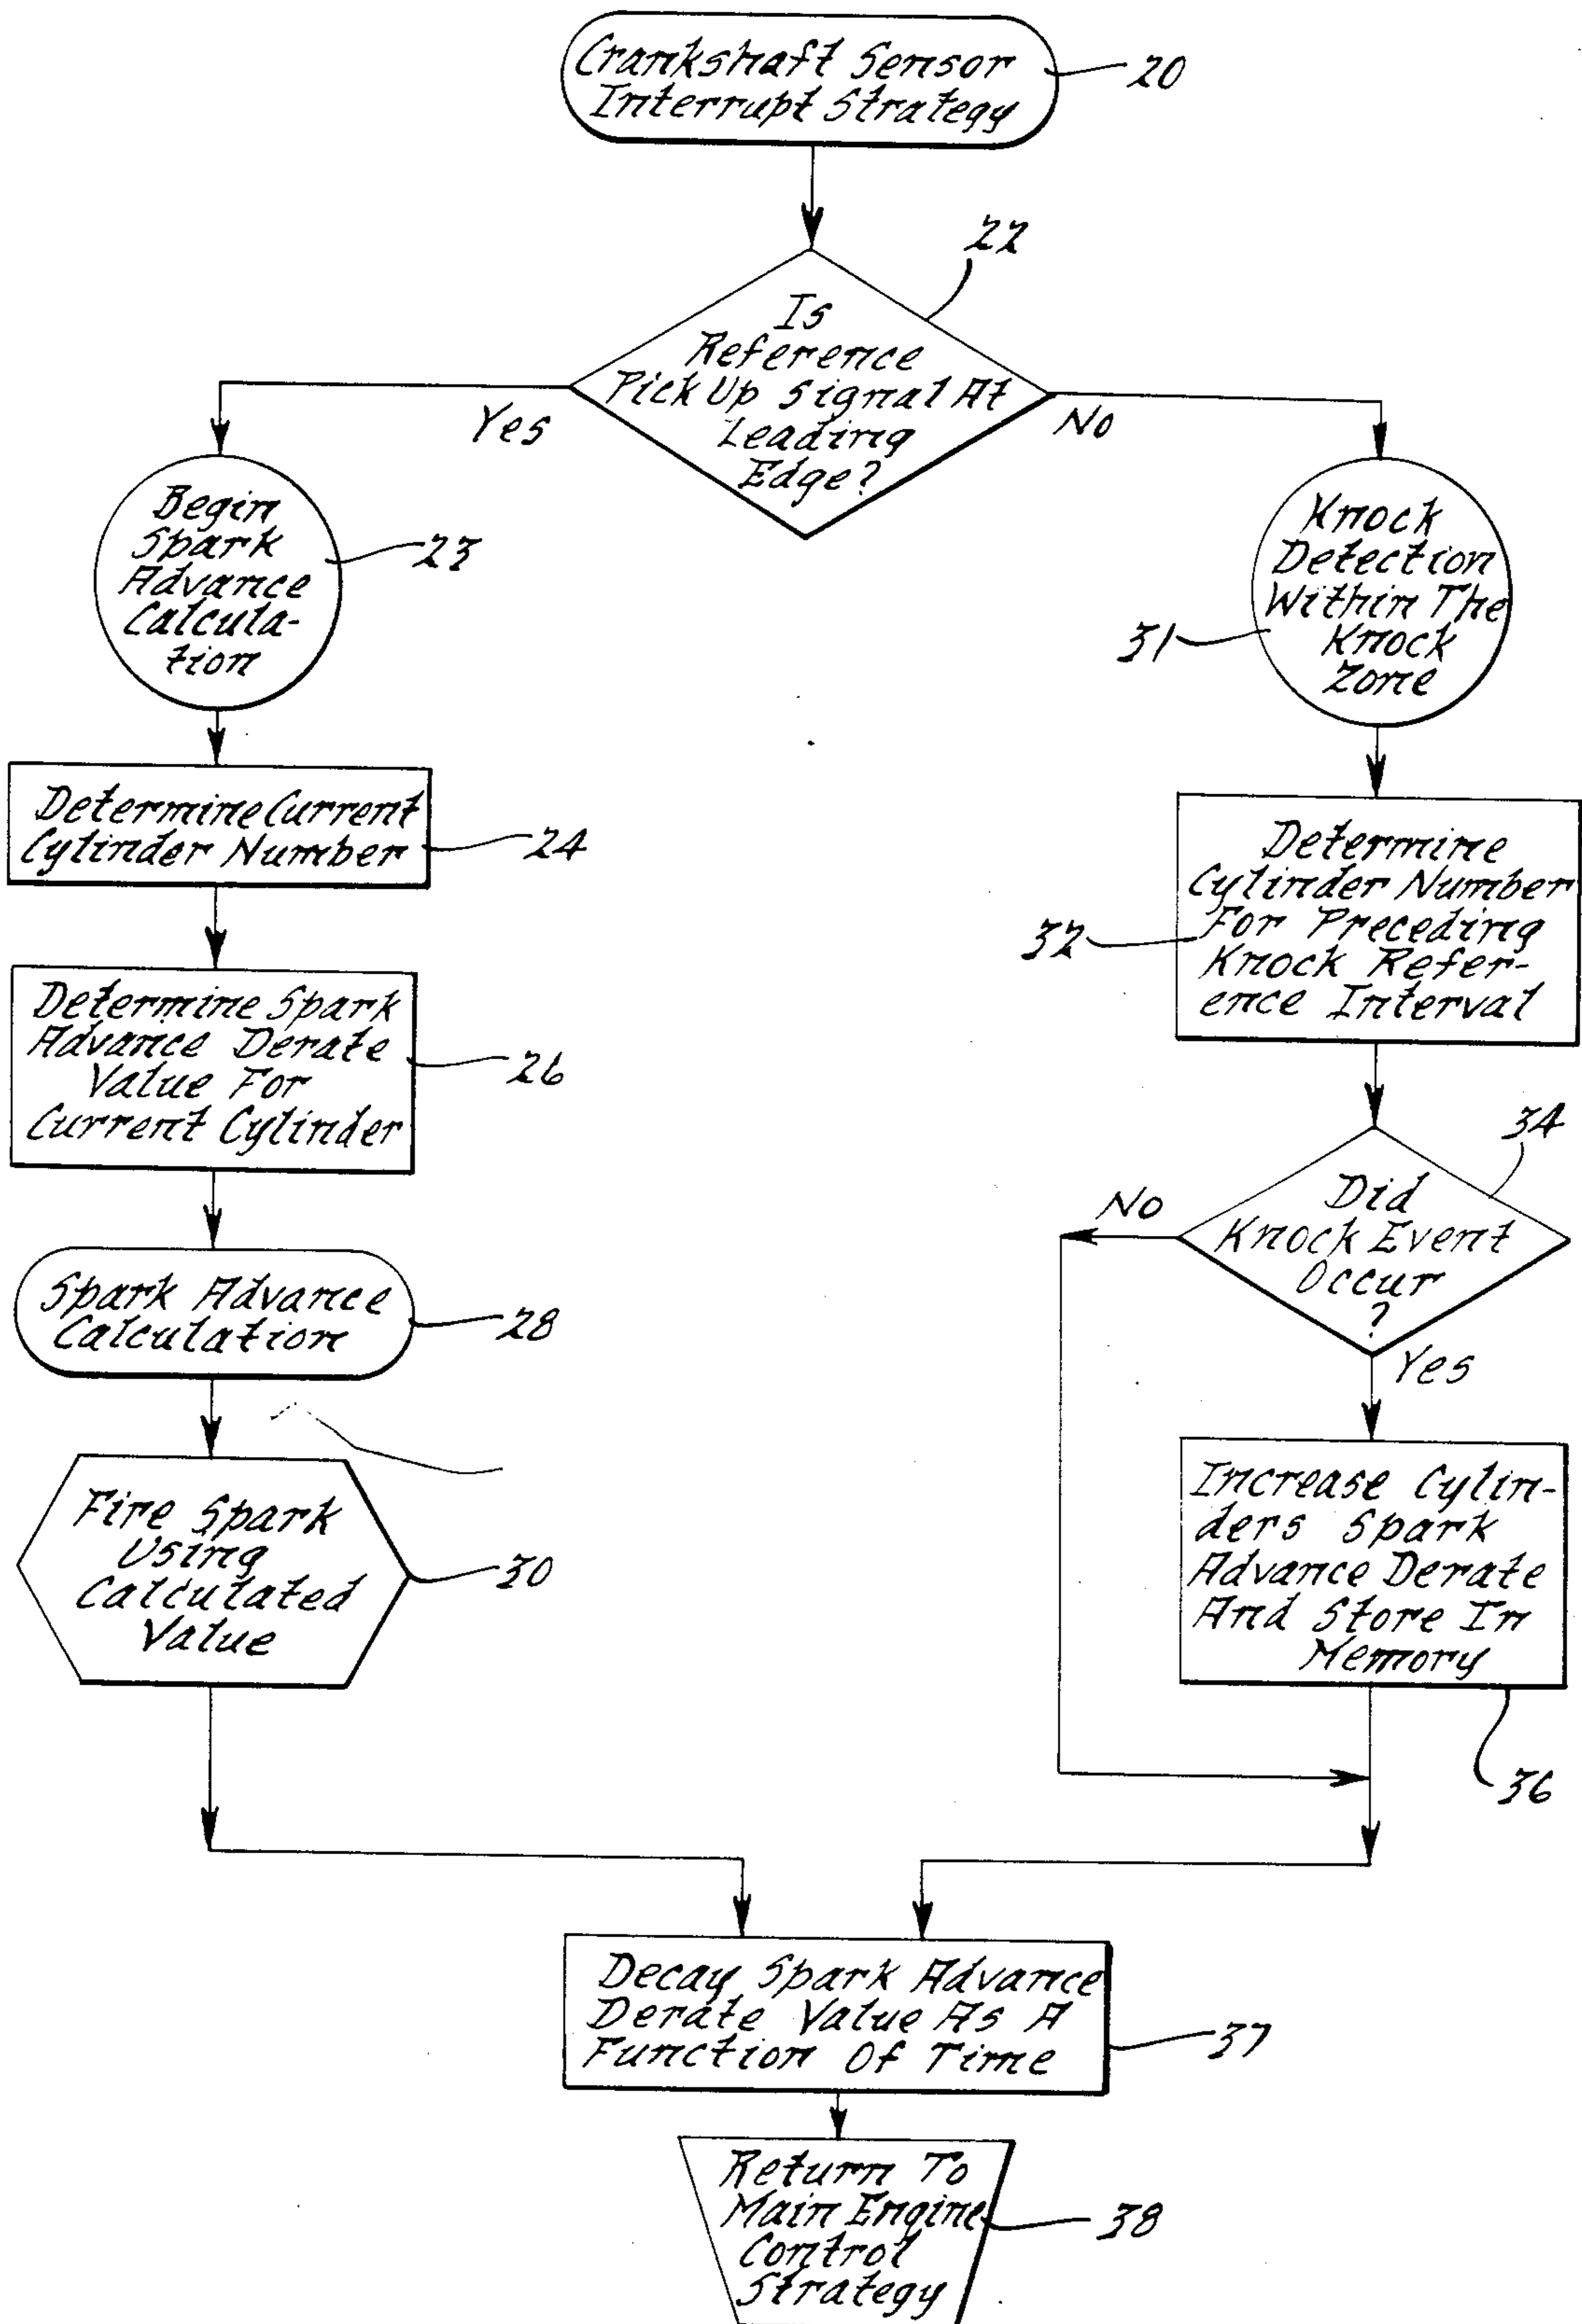 Crankshaft Sensor
Interrupt Strategy
20
22
Is
Reference
Pick Up Signal At
Leading
Edge?
Yes
No
Begin
Spark
Advance
Calcula-
tion
23
Knock
Detection
Within The
Knock
Zone
31
Determine Current
Cylinder Number
24
Determine
Cylinder Number
For Preceding
Knock Refer-
ence Interval
32
Determine Spark
Advance Derate
Value For
Current Cylinder
26
34
Did
Knock Event
Occur
?
No
Yes
Spark Advance
Calculation
28
Fire Spark
Using
Calculated
Value
30
Increase Cylin-
ders Spark
Advance Derate
And Store In
Memory
36
Decay Spark Advance
Derate Value As A
Function Of Time
37
Return To
Main Engine
Control
Strategy
38